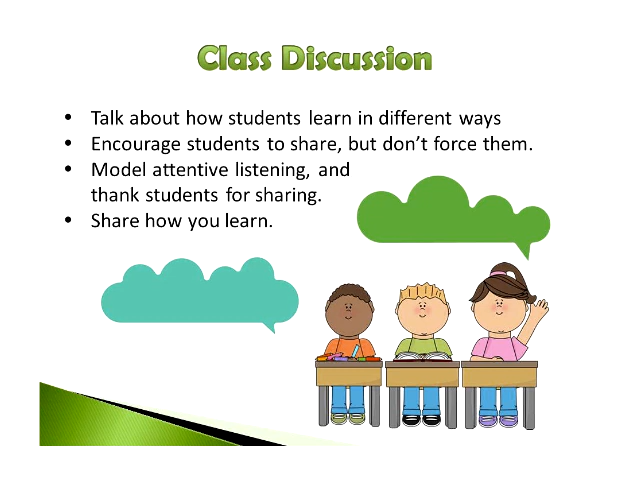 Class Discussion
• Talk about how students learn in different ways
• Encourage students to share, but don’t force them.
• Model attentive listening, and
thank students for sharing.
• Share how you learn.